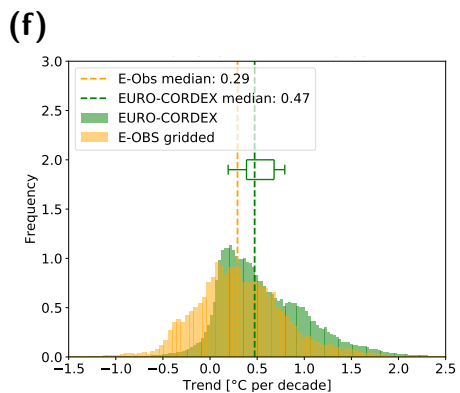 (f)
3.0
2.5
2.0
1.5
1.0
0.5
0.0
Frequency
E-Obs median: 0.29
EURO-CORDEX median: 0.47
EURO-CORDEX
E-OBS gridded
−1.5 −1.0 −0.5 0.0 0.5 1.0 1.5 2.0 2.5
Trend [°C per decade]